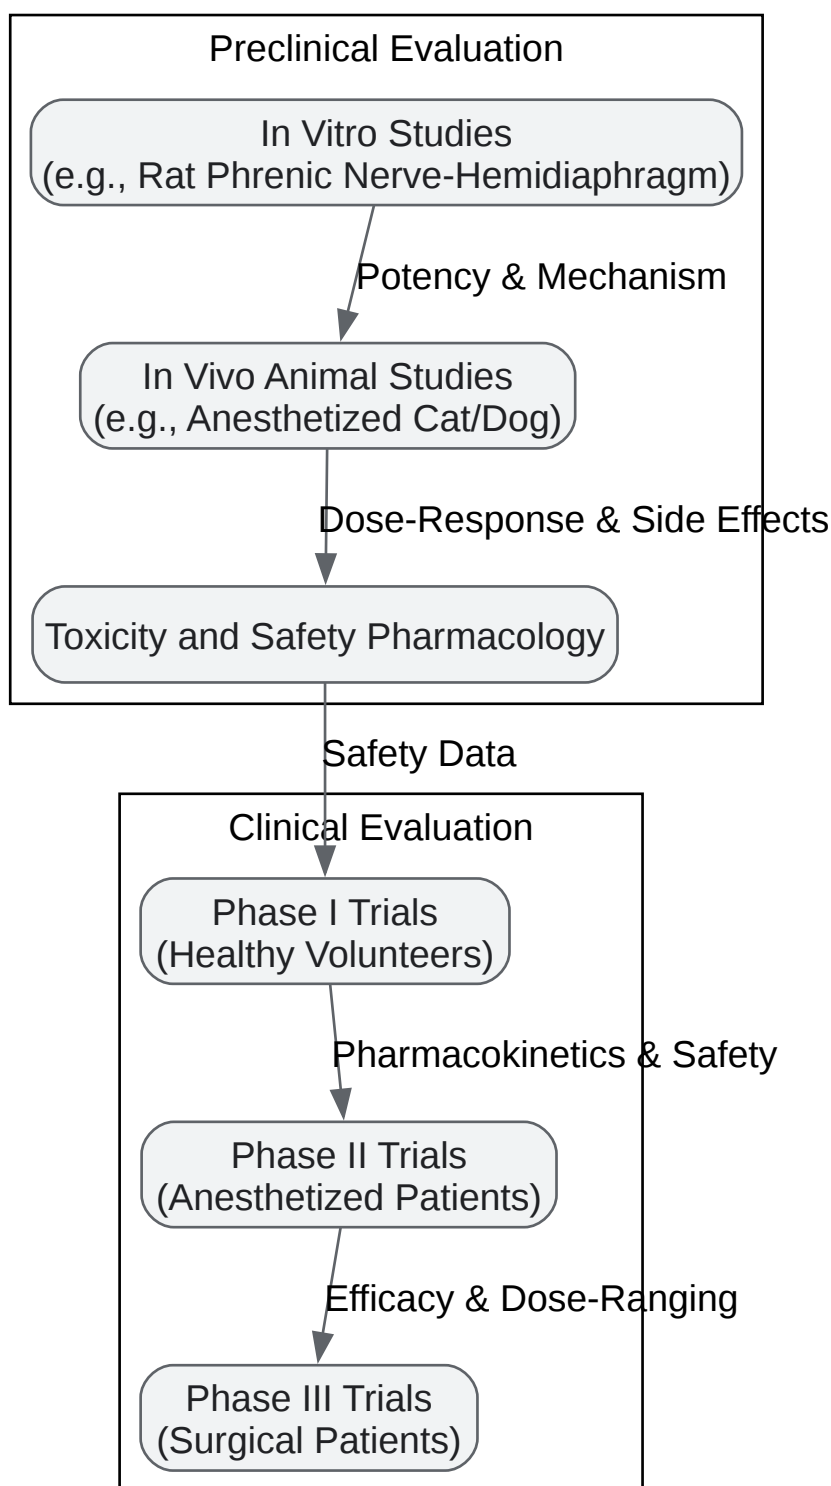 Preclinical Evaluation
In Vitro Studies
(e.g., Rat Phrenic Nerve-Hemidiaphragm)
Potency & Mechanism
In Vivo Animal Studies
(e.g., Anesthetized Cat/Dog)
Dose-Response & Side Effects
Toxicity and Safety Pharmacology
Safety Data
Clinical Evaluation
Phase I Trials
(Healthy Volunteers)
Pharmacokinetics & Safety
Phase II Trials
(Anesthetized Patients)
Efficacy & Dose-Ranging
Phase III Trials
(Surgical Patients)